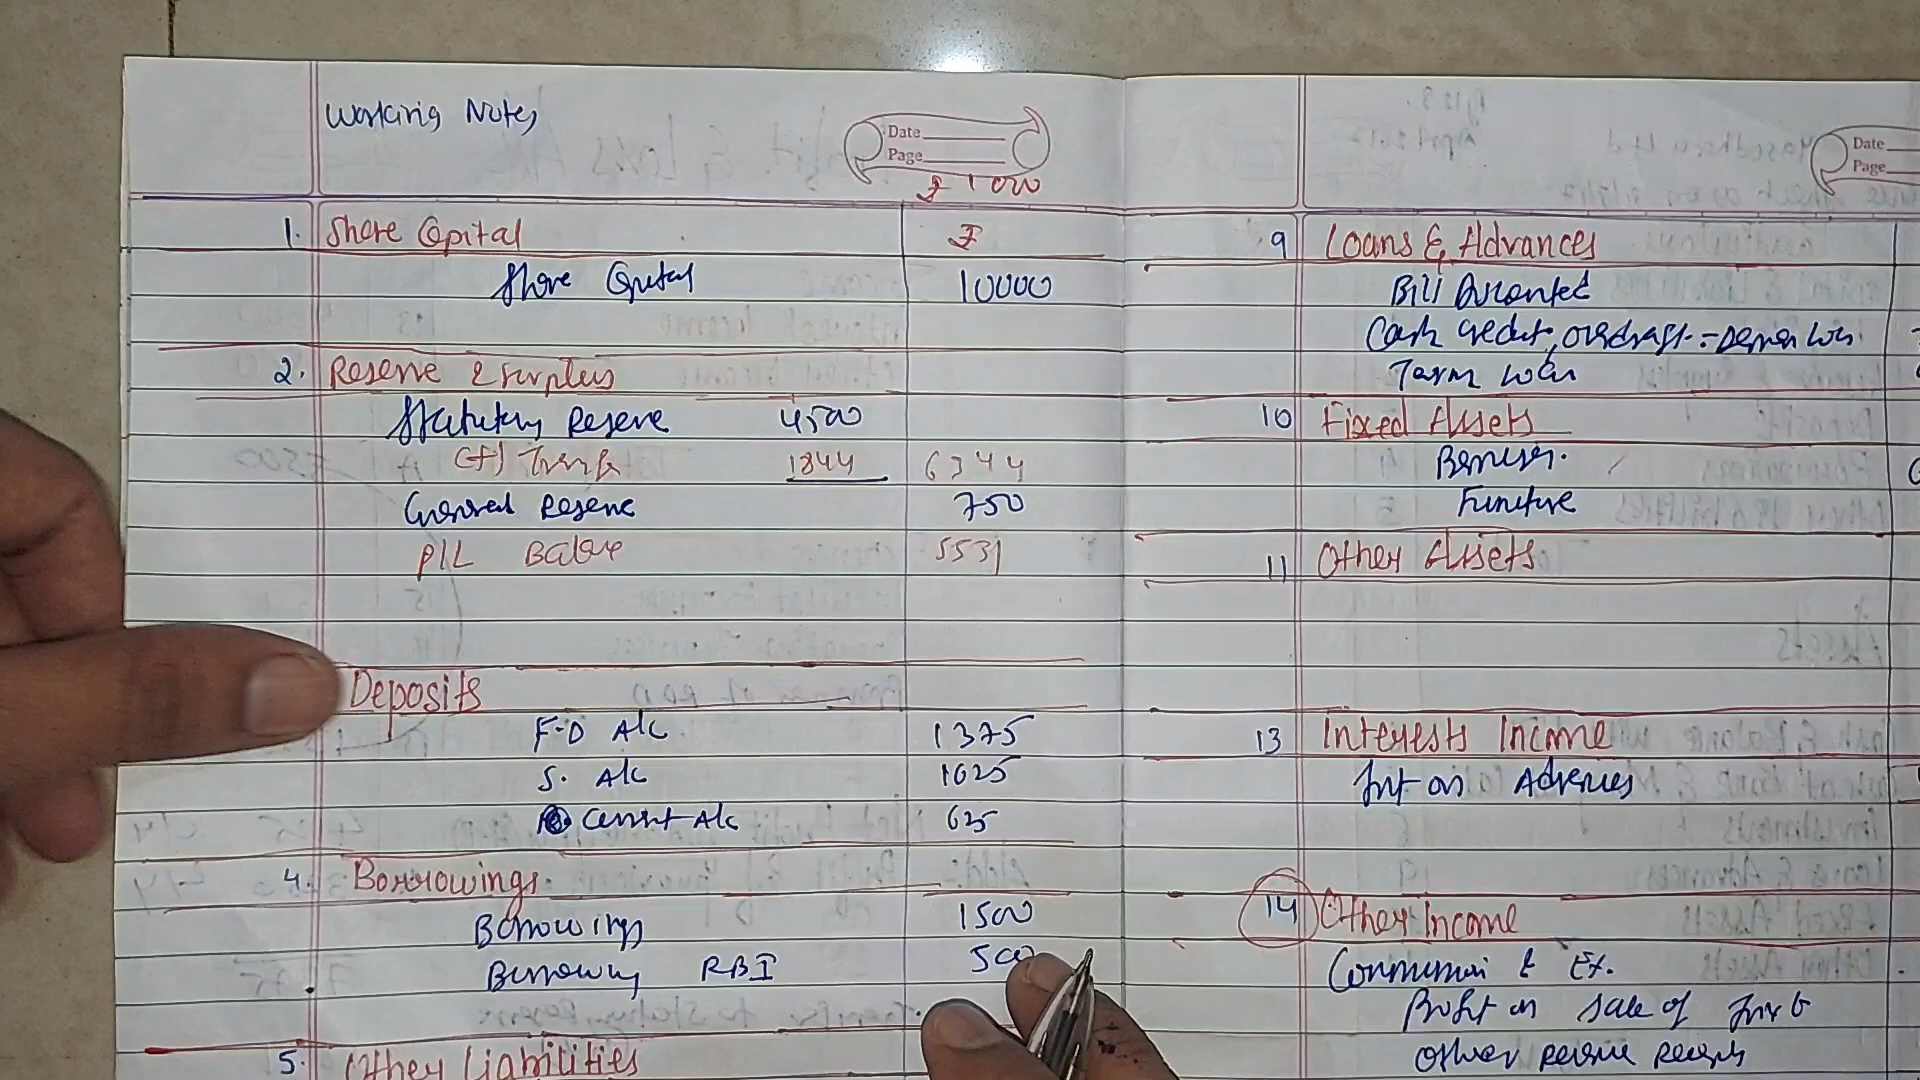 Working Notes
Date
Page
₹ 1000
1. Share Capital ₹
Share Capital 10000
2. Reserve & Surplus
Statutory Reserve 4500
(+) Transfer 1844 6344
General Reserve 750
P/L Balance 5531
Deposits
F-D A/c 1375
S. A/c 1625
Current A/c 625
4. Borrowings
Borrowings 1500
Borrowing RBI 500
5. Other Liabilities
Date
Page
9 Loans & Advances
Bill Discounted
Cash credit, overdraft - Deman Loan
Term Loan
10 Fixed Assets
Premises.
Furniture
11 Other Assets
13 Interests Income
Int on Advances
14 Other Income
Commission & Ex.
Profit on Sale of Invt
Other revenue Receipts